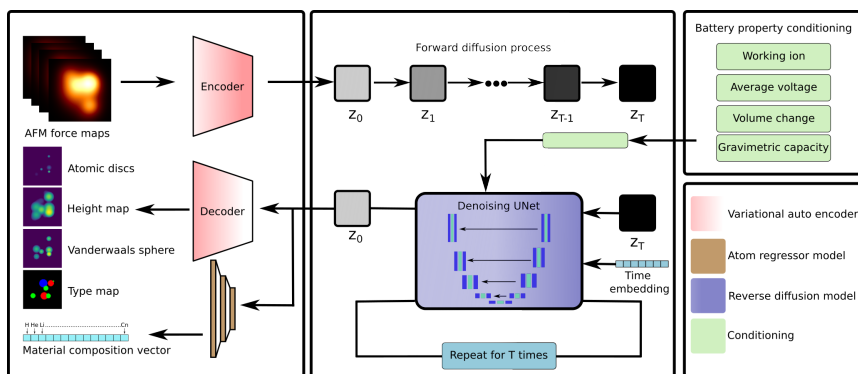 AFM force maps
Encoder
Atomic discs
Height map
Vanderwaals sphere
Type map
Decoder
H He Li ........................................ Cn
Material composition vector
Forward diffusion process
Z0
Z1
ZT-1
ZT
Z0
Denoising UNet
ZT
Time
embedding
Repeat for T times
Battery property conditioning
Working ion
Average voltage
Volume change
Gravimetric capacity
Variational auto encoder
Atom regressor model
Reverse diffusion model
Conditioning